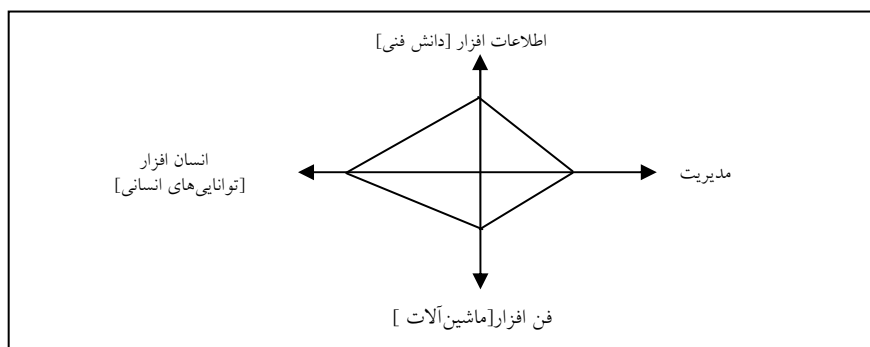 اطلاعات افزار [دانش فنی]
انسان افزار
[توانایی‌های انسانی]
مدیریت
فن افزار[ماشین‌آلات ]